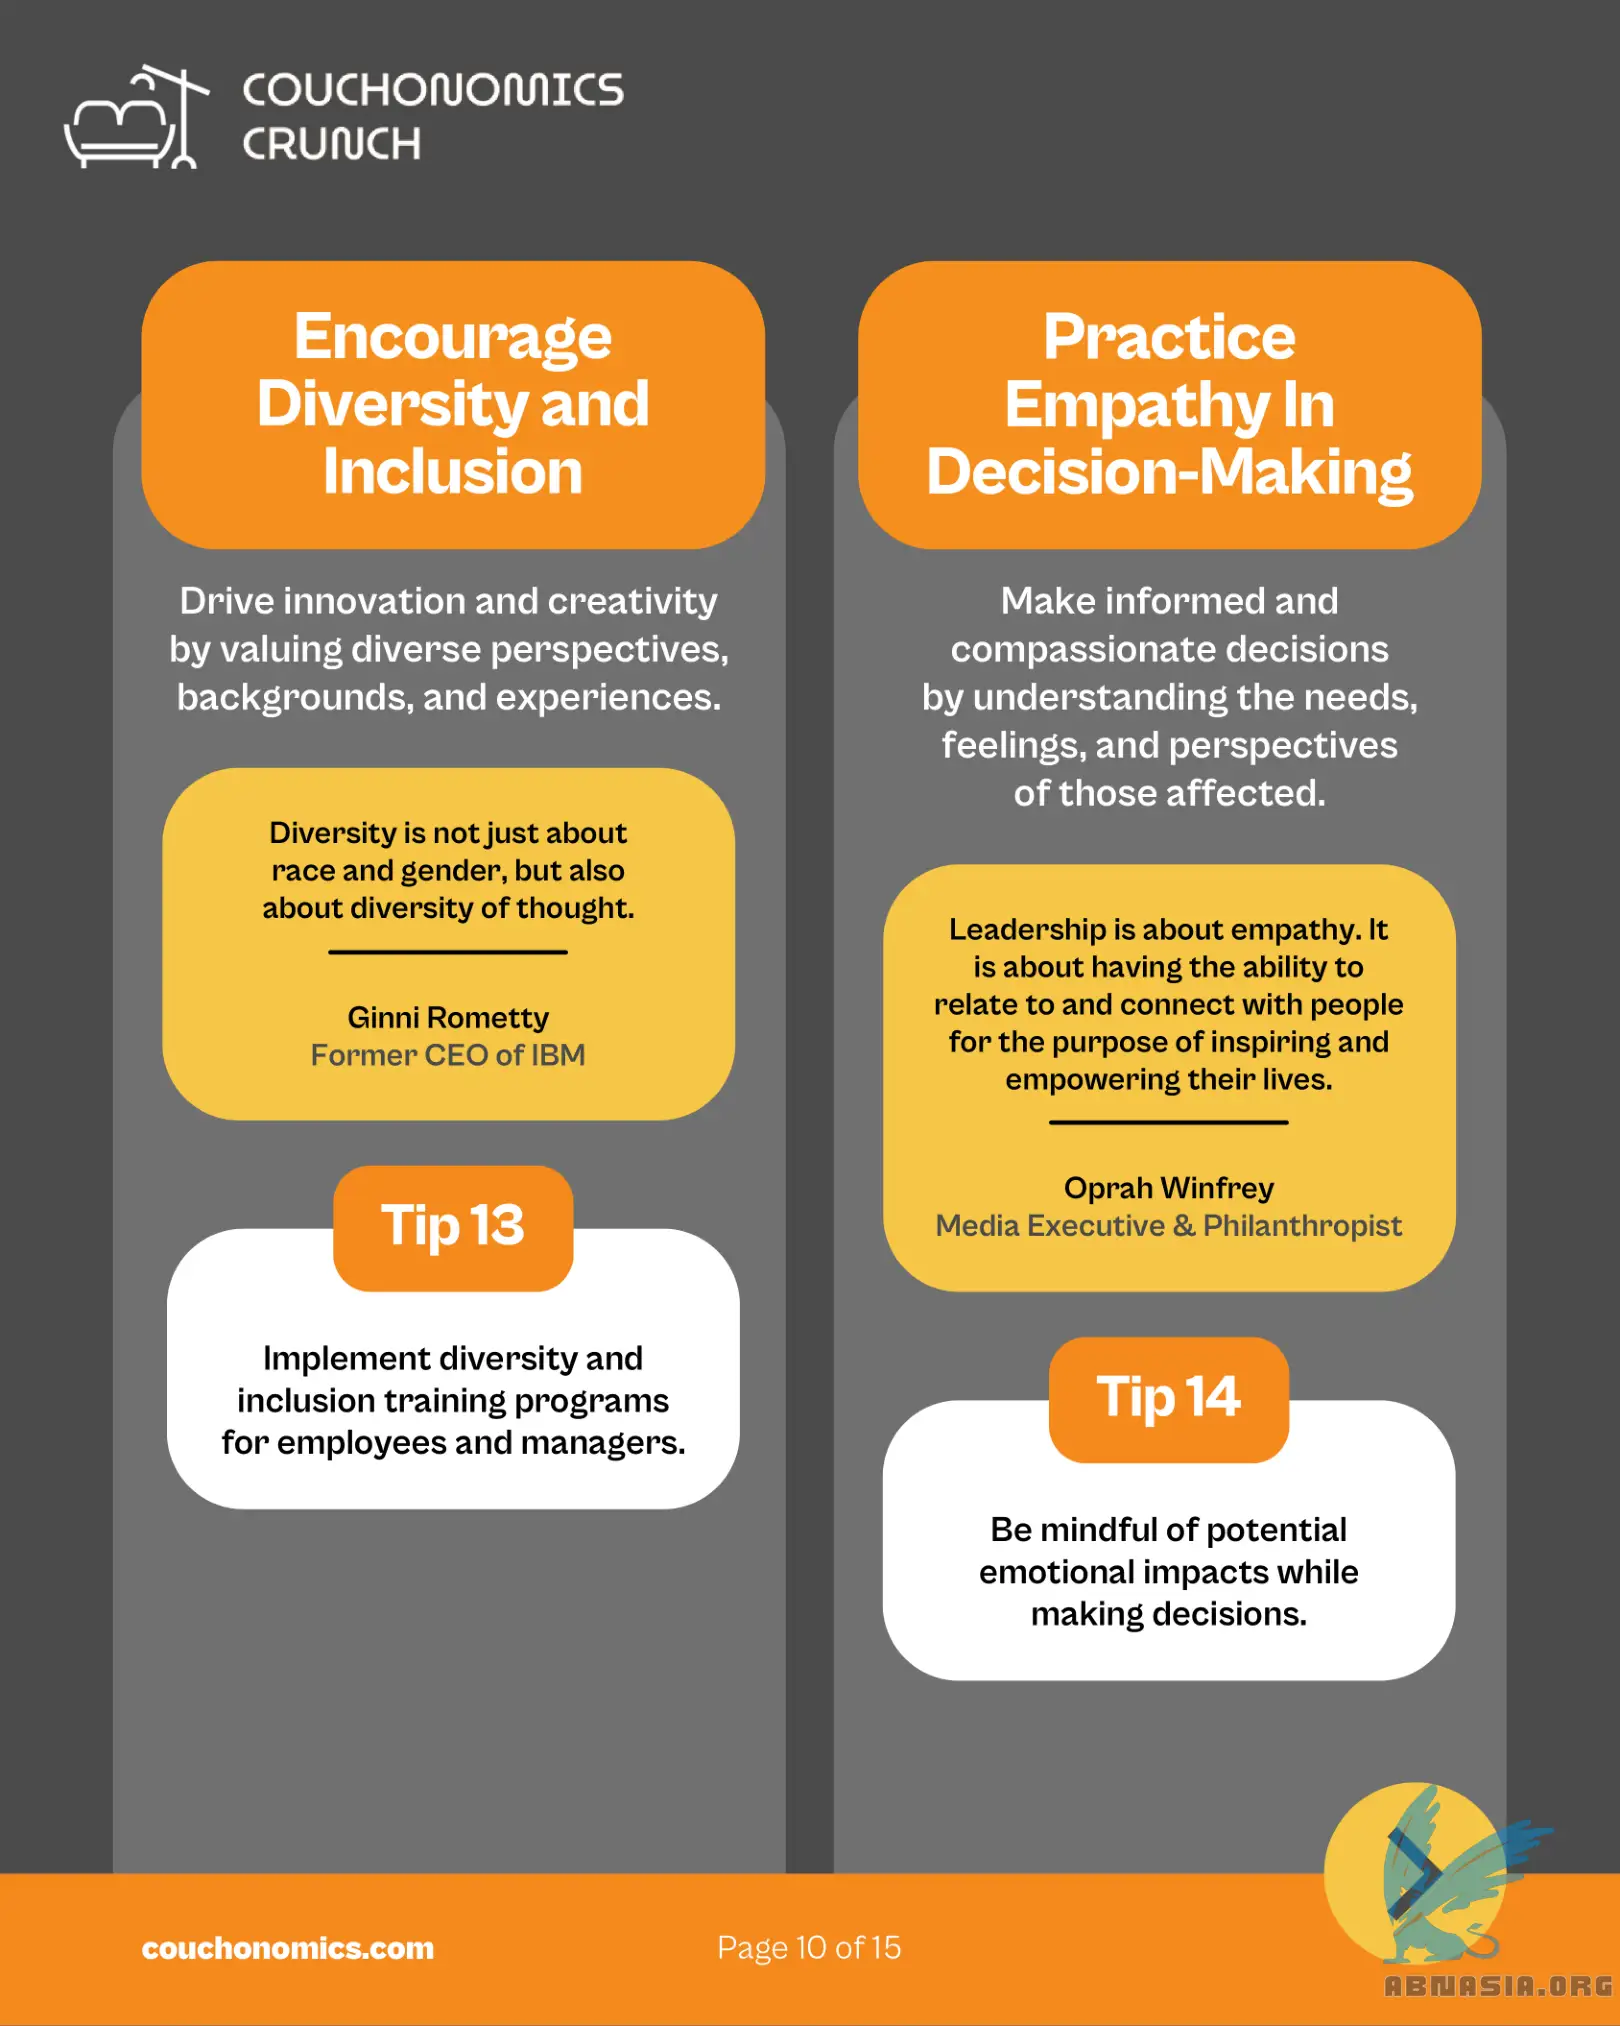 COUCHONOMICS
CRUNCH
Encourage
Diversity and
Inclusion
Drive innovation and creativity
by valuing diverse perspectives,
backgrounds, and experiences.
Diversity is not just about
race and gender, but also
about diversity of thought.
Ginni Rometty
Former CEO of IBM
Tip 13
Implement diversity and
inclusion training programs
for employees and managers.
Practice
Empathy In
Decision-Making
Make informed and
compassionate decisions
by understanding the needs,
feelings, and perspectives
of those affected.
Leadership is about empathy. It
is about having the ability to
relate to and connect with people
for the purpose of inspiring and
empowering their lives.
Oprah Winfrey
Media Executive & Philanthropist
Tip 14
Be mindful of potential
emotional impacts while
making decisions.
couchonomics.com
Page 10 of 15
ABNASIA.ORG